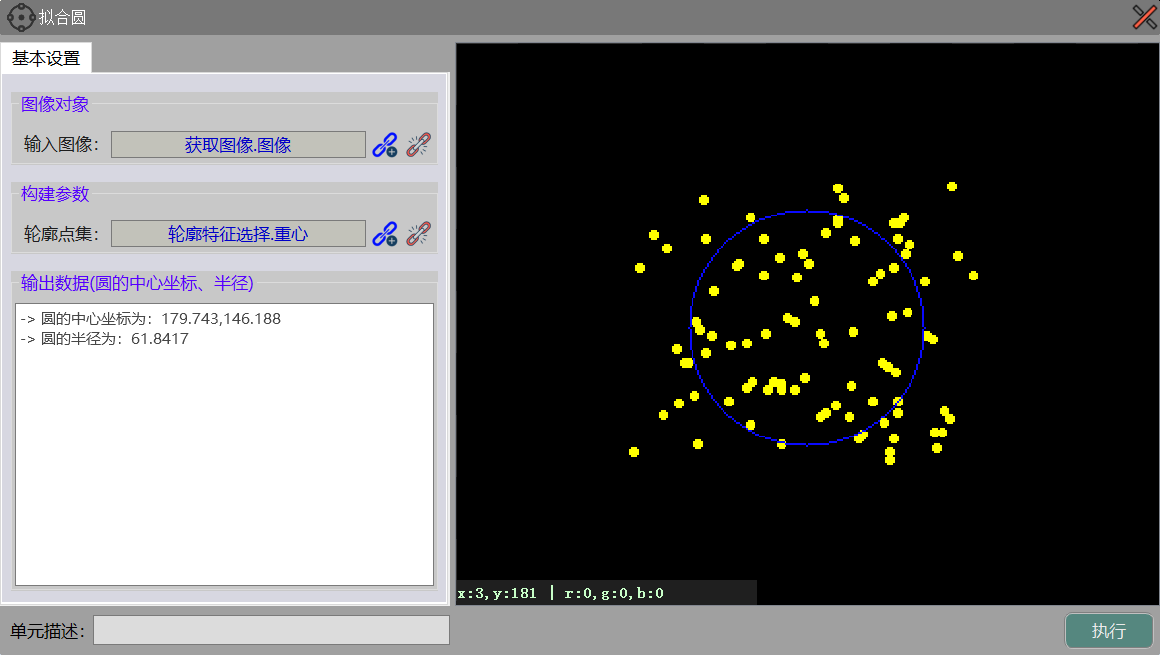 拟合圆
基本设置
图像对象
输入图像：
获取图像.图像
构建参数
轮廓点集：
轮廓特征选择.重心
输出数据(圆的中心坐标、半径)
-> 圆的中心坐标为：179.743,146.188
-> 圆的半径为：61.8417
x:3,y:181 | r:0,g:0,b:0
单元描述：
执行